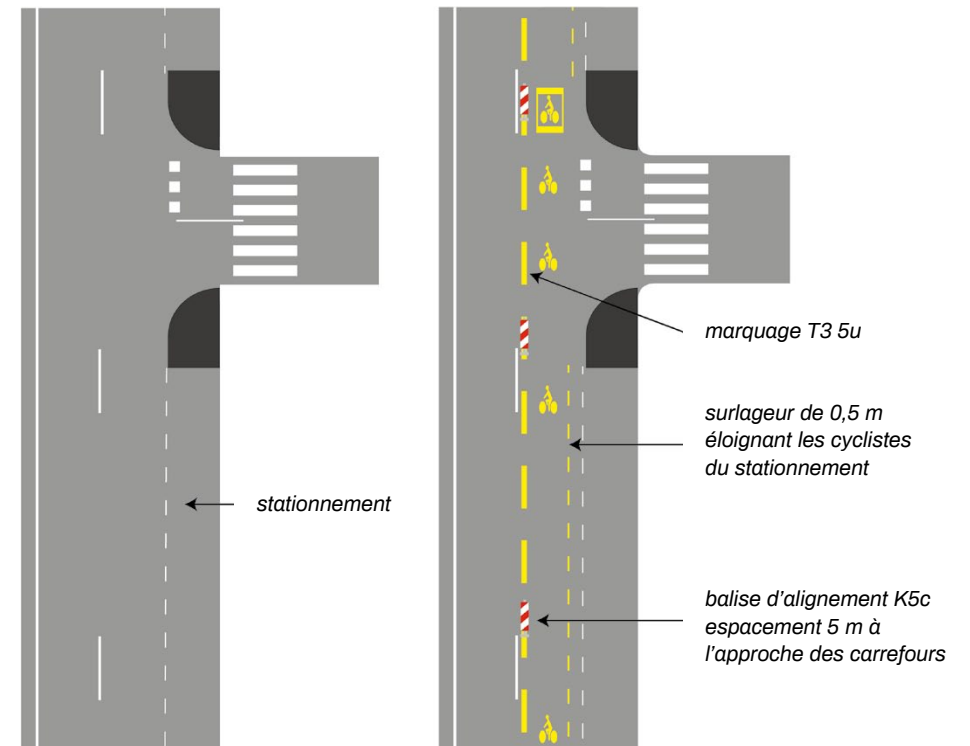 stationnement
marquage T3 5u
surlageur de 0,5 m
éloignant les cyclistes
du stationnement
balise d’alignement K5c
espacement 5 m à
l’approche des carrefours